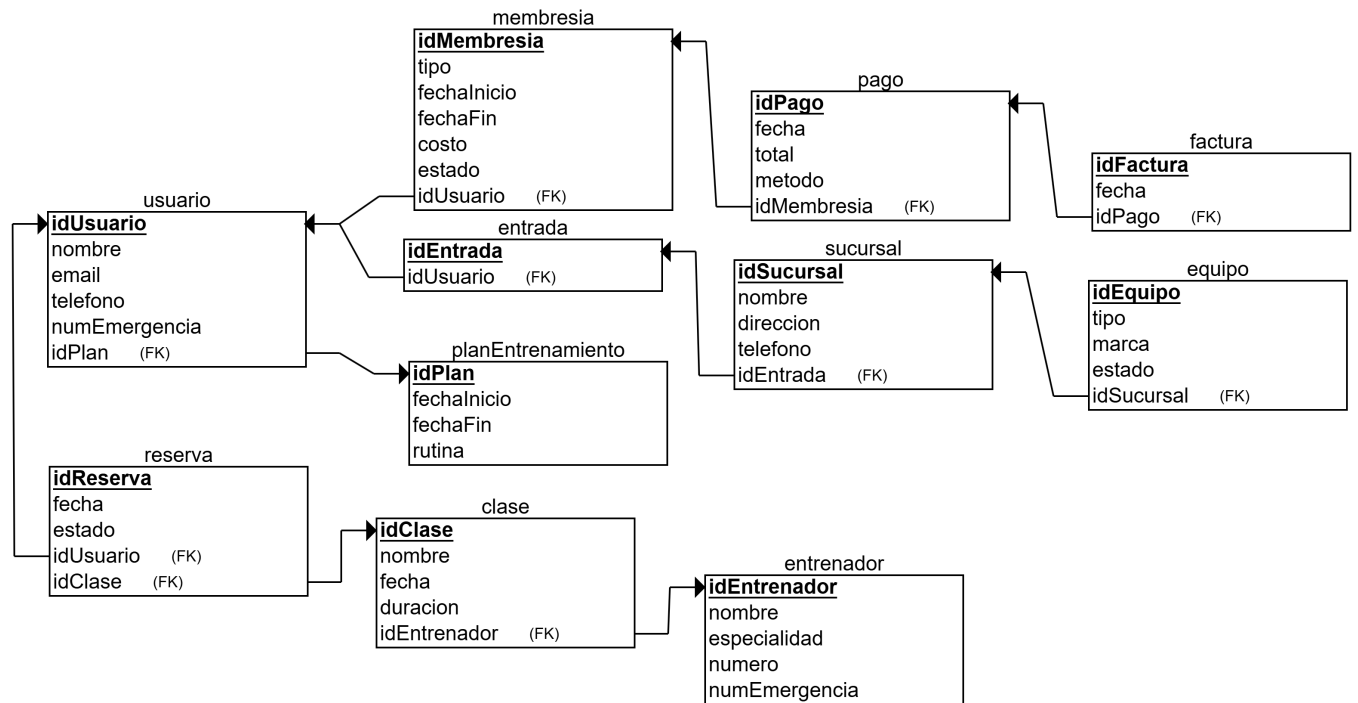 membresia
idMembresia
tipo
fechaInicio
fechaFin
costo
estado
idUsuario (FK)
pago
idPago
fecha
total
metodo
idMembresia (FK)
factura
idFactura
fecha
idPago (FK)
usuario
idUsuario
nombre
email
telefono
numEmergencia
idPlan (FK)
entrada
idEntrada
idUsuario (FK)
sucursal
idSucursal
nombre
direccion
telefono
idEntrada (FK)
equipo
idEquipo
tipo
marca
estado
idSucursal (FK)
planEntrenamiento
idPlan
fechaInicio
fechaFin
rutina
reserva
idReserva
fecha
estado
idUsuario (FK)
idClase (FK)
clase
idClase
nombre
fecha
duracion
idEntrenador (FK)
entrenador
idEntrenador
nombre
especialidad
numero
numEmergencia